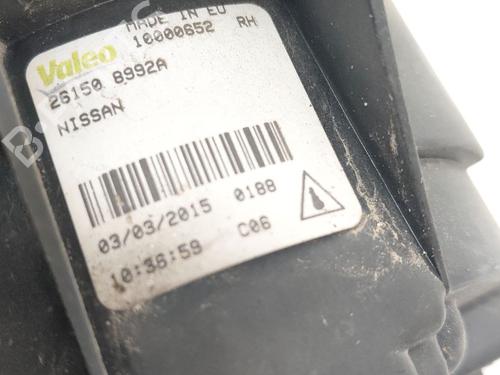 MADE IN EU
Valeo 10000652 RH
26150 8992A
NISSAN
03/03/2015 0188
10:36:59 C06